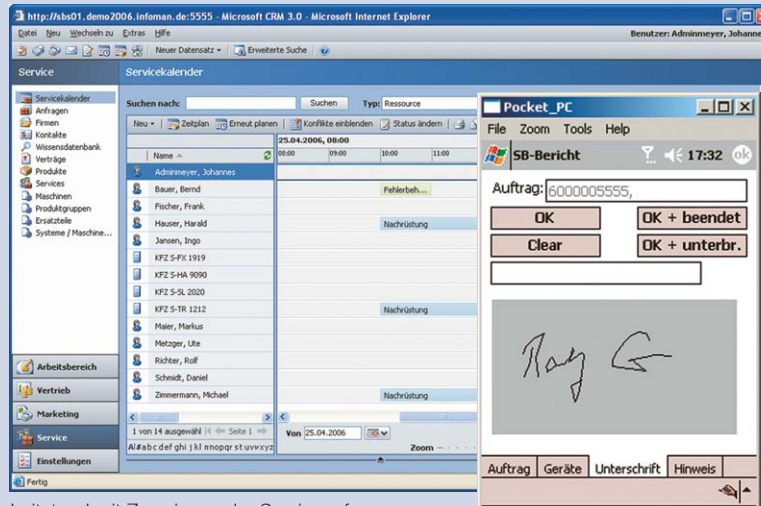 http://sbs01.demo2006.infoman.de:5555 - Microsoft CRM 3.0 - Microsoft Internet Explorer
Datei Neu Wechseln zu Extras Hilfe
Benutzer: Adminmeyer, Johanne
Neuer Datensatz
Erweiterte Suche
Service
Servicekalender
Servicekalender
Anfragen
Firmen
Kontakte
Wissensdatenbank
Verträge
Produkte
Services
Maschinen
Produktgruppen
Ersatzteile
Systeme / Maschine...
Arbeitsbereich
Vertrieb
Marketing
Service
Einstellungen
Suchen nach:
Suchen
Typ: Ressource
Neu
Zeitplan
Erneut planen
Konflikte einblenden
Status ändern
25.04.2006, 08:00
Name
08:00 09:00 10:00 11:00
Adminmeyer, Johannes
Bauer, Bernd
Fehlerbeh...
Fischer, Frank
Hauser, Harald
Nachrüstung
Jansen, Ingo
KFZ S-FX 1919
KFZ S-HA 9090
KFZ S-SL 2020
KFZ S-TR 1212
Nachrüstung
Maier, Markus
Metzger, Ute
Richter, Rolf
Schmidt, Daniel
Zimmermann, Michael
Nachrüstung
1 von 14 ausgewähl
Seite 1
Von 25.04.2006
Al#abcdefghijklmnopqrstuvwxyz
Zoom
Fertig
Pocket_PC
File Zoom Tools Help
SB-Bericht
17:32
ok
Auftrag: 6000005555,
OK
OK + beendet
Clear
OK + unterbr.
Auftrag Geräte Unterschrift Hinweis